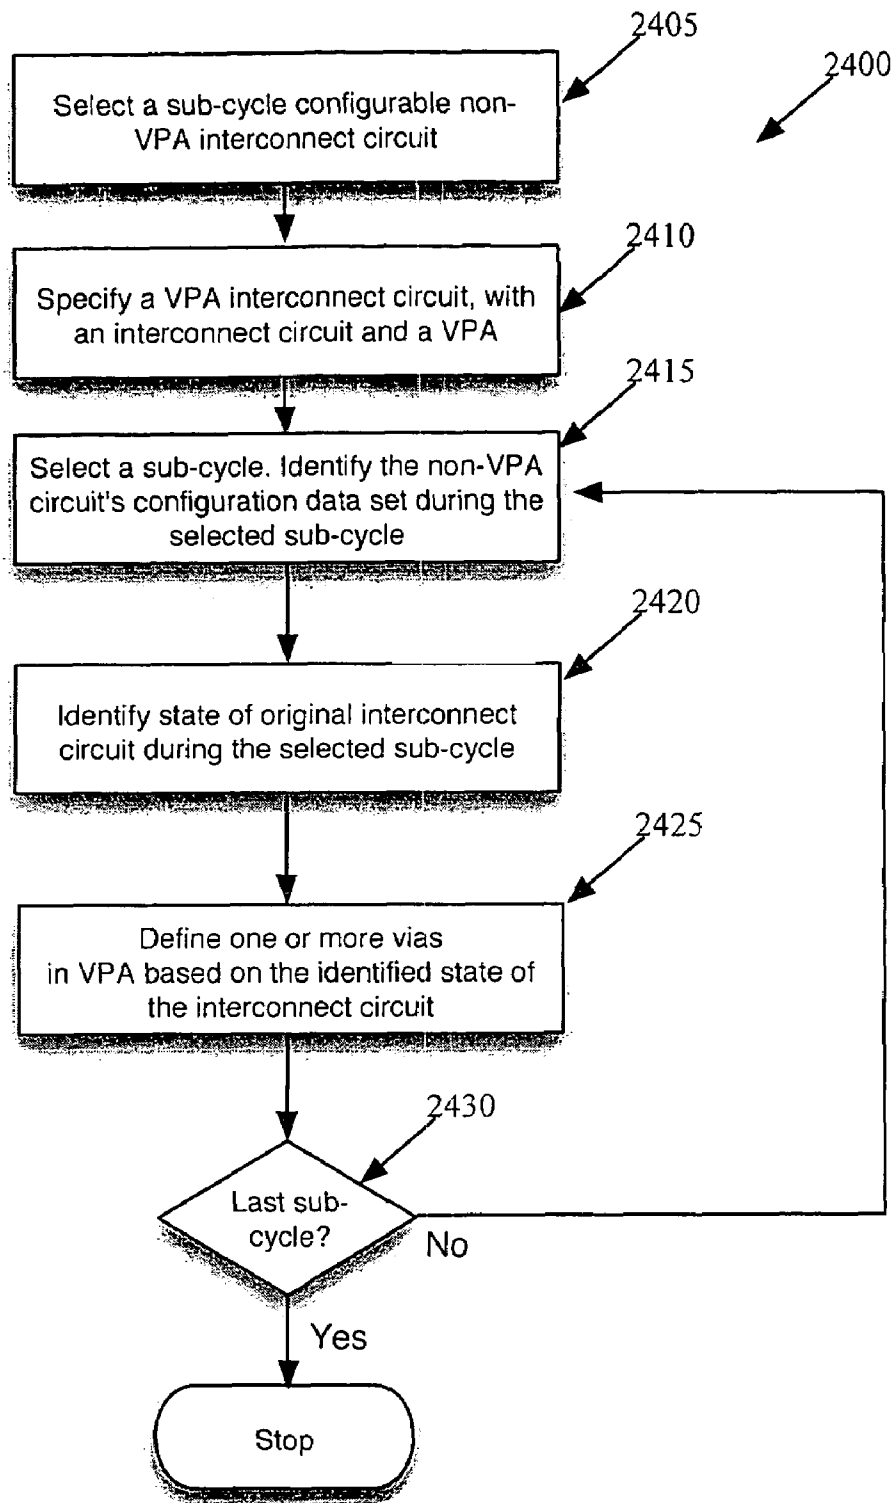 2405
2400
Select a sub-cycle configurable non-
VPA interconnect circuit
2410
Specify a VPA interconnect circuit, with
an interconnect circuit and a VPA
2415
Select a sub-cycle. Identify the non-VPA
circuit's configuration data set during the
selected sub-cycle
2420
Identify state of original interconnect
circuit during the selected sub-cycle
2425
Define one or more vias
in VPA based on the identified state of
the interconnect circuit
2430
Last sub-
cycle?
No
Yes
Stop